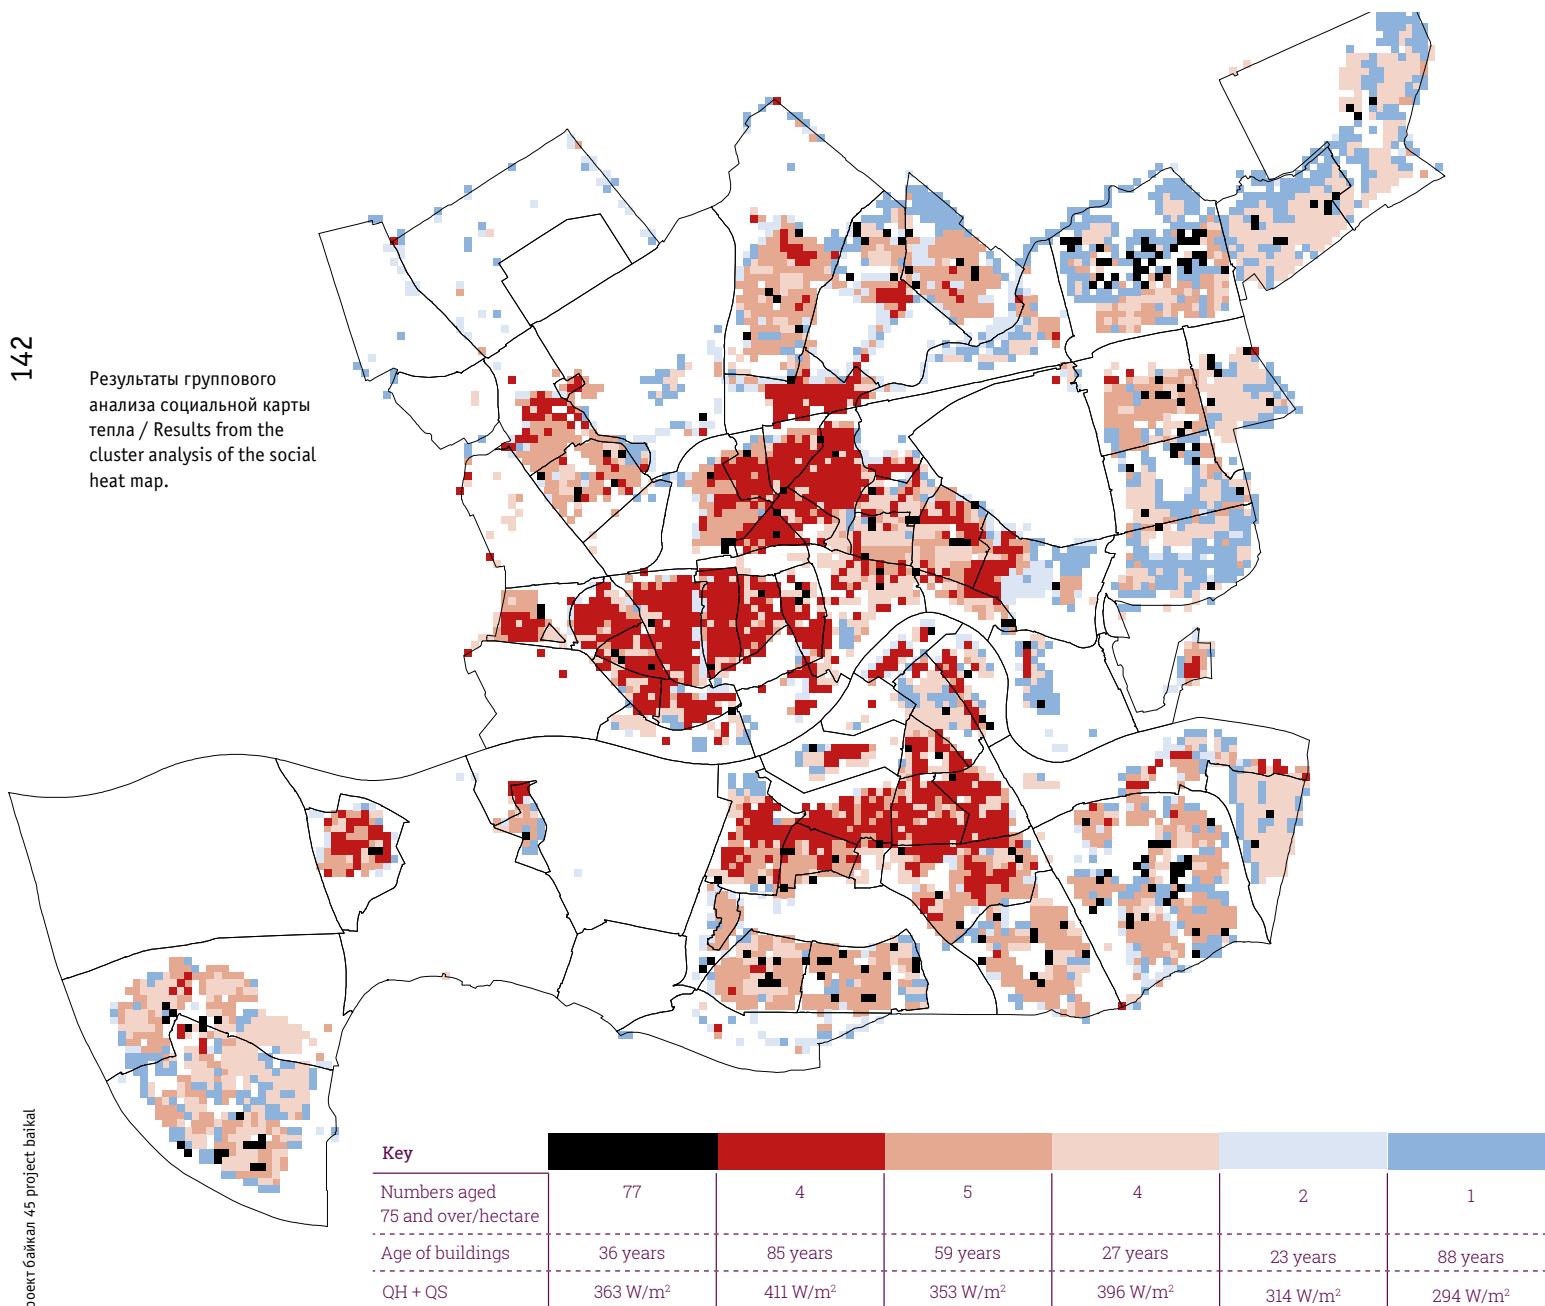 142
Результаты группового
анализа социальной карты
тепла / Results from the
cluster analysis of the social
heat map.
роект байкал 45 project baikal
Key
Numbers aged 75 and over/hectare 77 4 5 4 2 1
Age of buildings 36 years 85 years 59 years 27 years 23 years 88 years
QH + QS 363 W/m² 411 W/m² 353 W/m² 396 W/m² 314 W/m² 294 W/m²